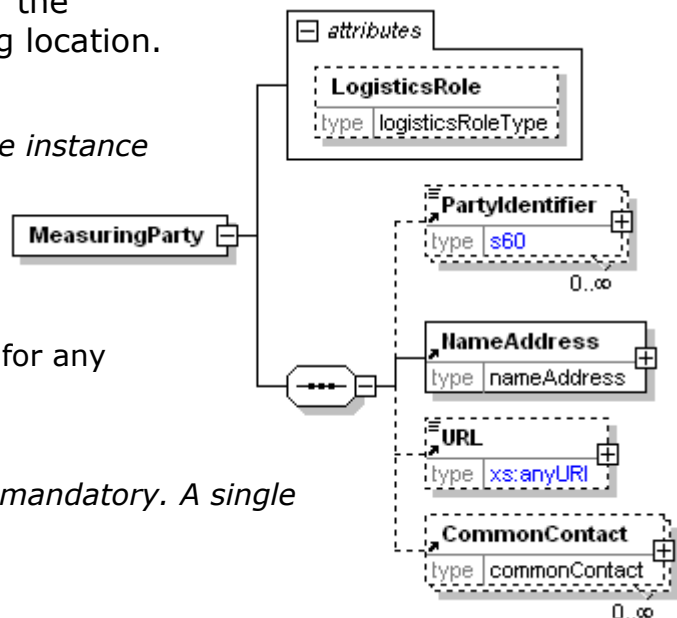 the
g location.
e instance
for any
mandatory. A single
attributes
LogisticsRole
type logisticsRoleType
MeasuringParty
PartyIdentifier
type s60
0..∞
NameAddress
type nameAddress
URL
type xs:anyURI
CommonContact
type commonContact
0..∞